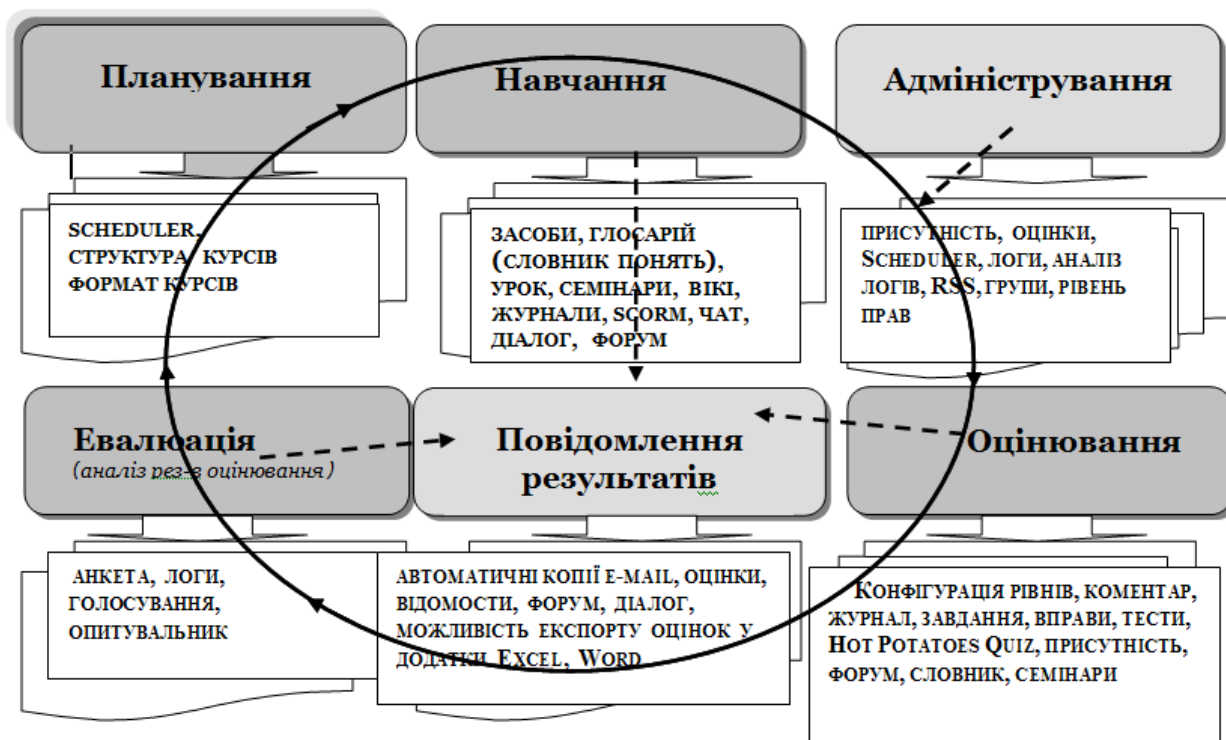 Планування
Навчання
Адміністрування
SCHEDULER,
СТРУКТУРА КУРСІВ
ФОРМАТ КУРСІВ
ЗАСОБИ, ГЛОСАРІЙ
(СЛОВНИК ПОНЯТЬ),
УРОК, СЕМІНАРИ, ВІКІ,
ЖУРНАЛИ, SCORM, ЧАТ,
ДІАЛОГ, ФОРУМ
ПРИСУТНІСТЬ, ОЦІНКИ,
SCHEDULER, ЛОГИ, АНАЛІЗ
ЛОГІВ, RSS, ГРУПИ, РІВЕНЬ
ПРАВ
Евалюація
(аналіз рез-в оцінювання)
Повідомлення
результатів
Оцінювання
АНКЕТА, ЛОГИ,
ГОЛОСУВАННЯ,
ОПИТУВАЛЬНИК
АВТОМАТИЧНІ КОПІЇ E-MAIL, ОЦІНКИ,
ВІДОМОСТИ, ФОРУМ, ДІАЛОГ,
МОЖЛИВІСТЬ ЕКСПОРТУ ОЦІНОК У
ДОДАТКИ EXCEL, WORD
КОНФІГУРАЦІЯ РІВНІВ, КОМЕНТАР,
ЖУРНАЛ, ЗАВДАННЯ, ВПРАВИ, ТЕСТИ,
HOT POTATOES QUIZ, ПРИСУТНІСТЬ,
ФОРУМ, СЛОВНИК, СЕМІНАРИ